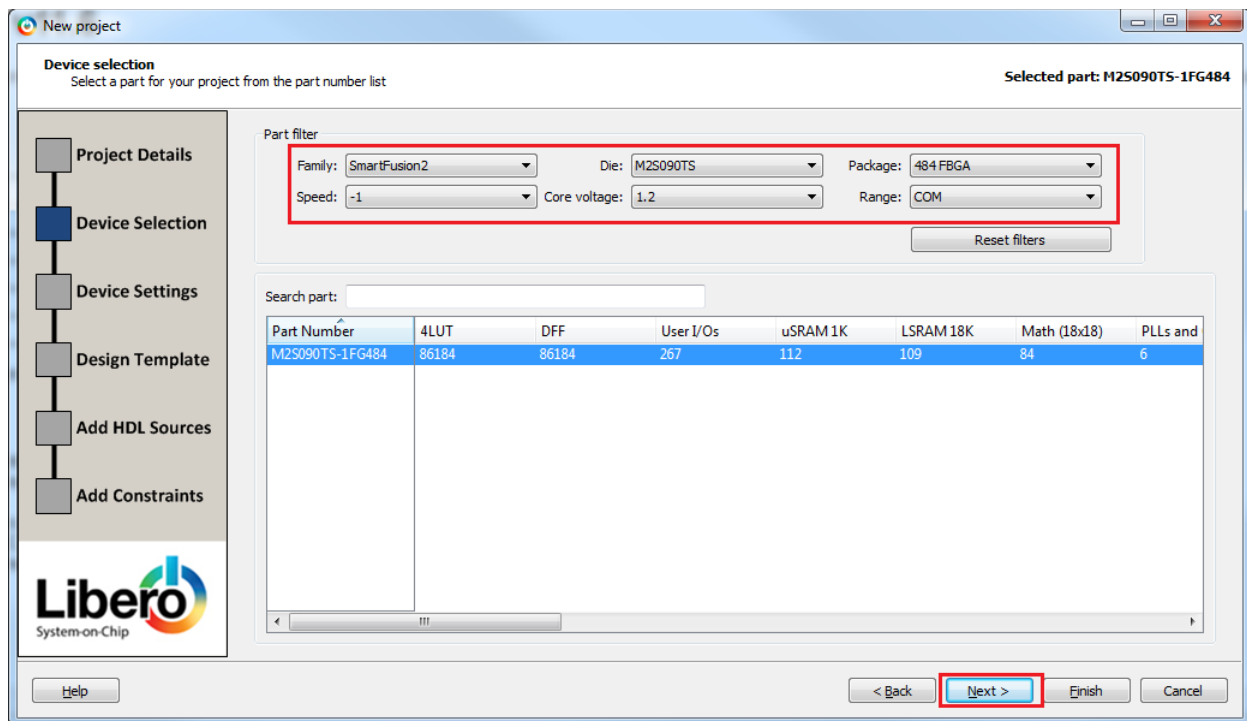 New project
Device selection
Select a part for your project from the part number list
Selected part: M2S090TS-1FG484
Project Details
Device Selection
Device Settings
Design Template
Add HDL Sources
Add Constraints
Libero
System-on-Chip
Part filter
Family: SmartFusion2 Die: M2S090TS Package: 484 FBGA
Speed: -1 Core voltage: 1.2 Range: COM
Reset filters
Search part:
Part Number 4LUT DFF User I/Os uSRAM 1K LSRAM 18K Math (18x18) PLLs and
M2S090TS-1FG484 86184 86184 267 112 109 84 6
Help < Back Next > Finish Cancel